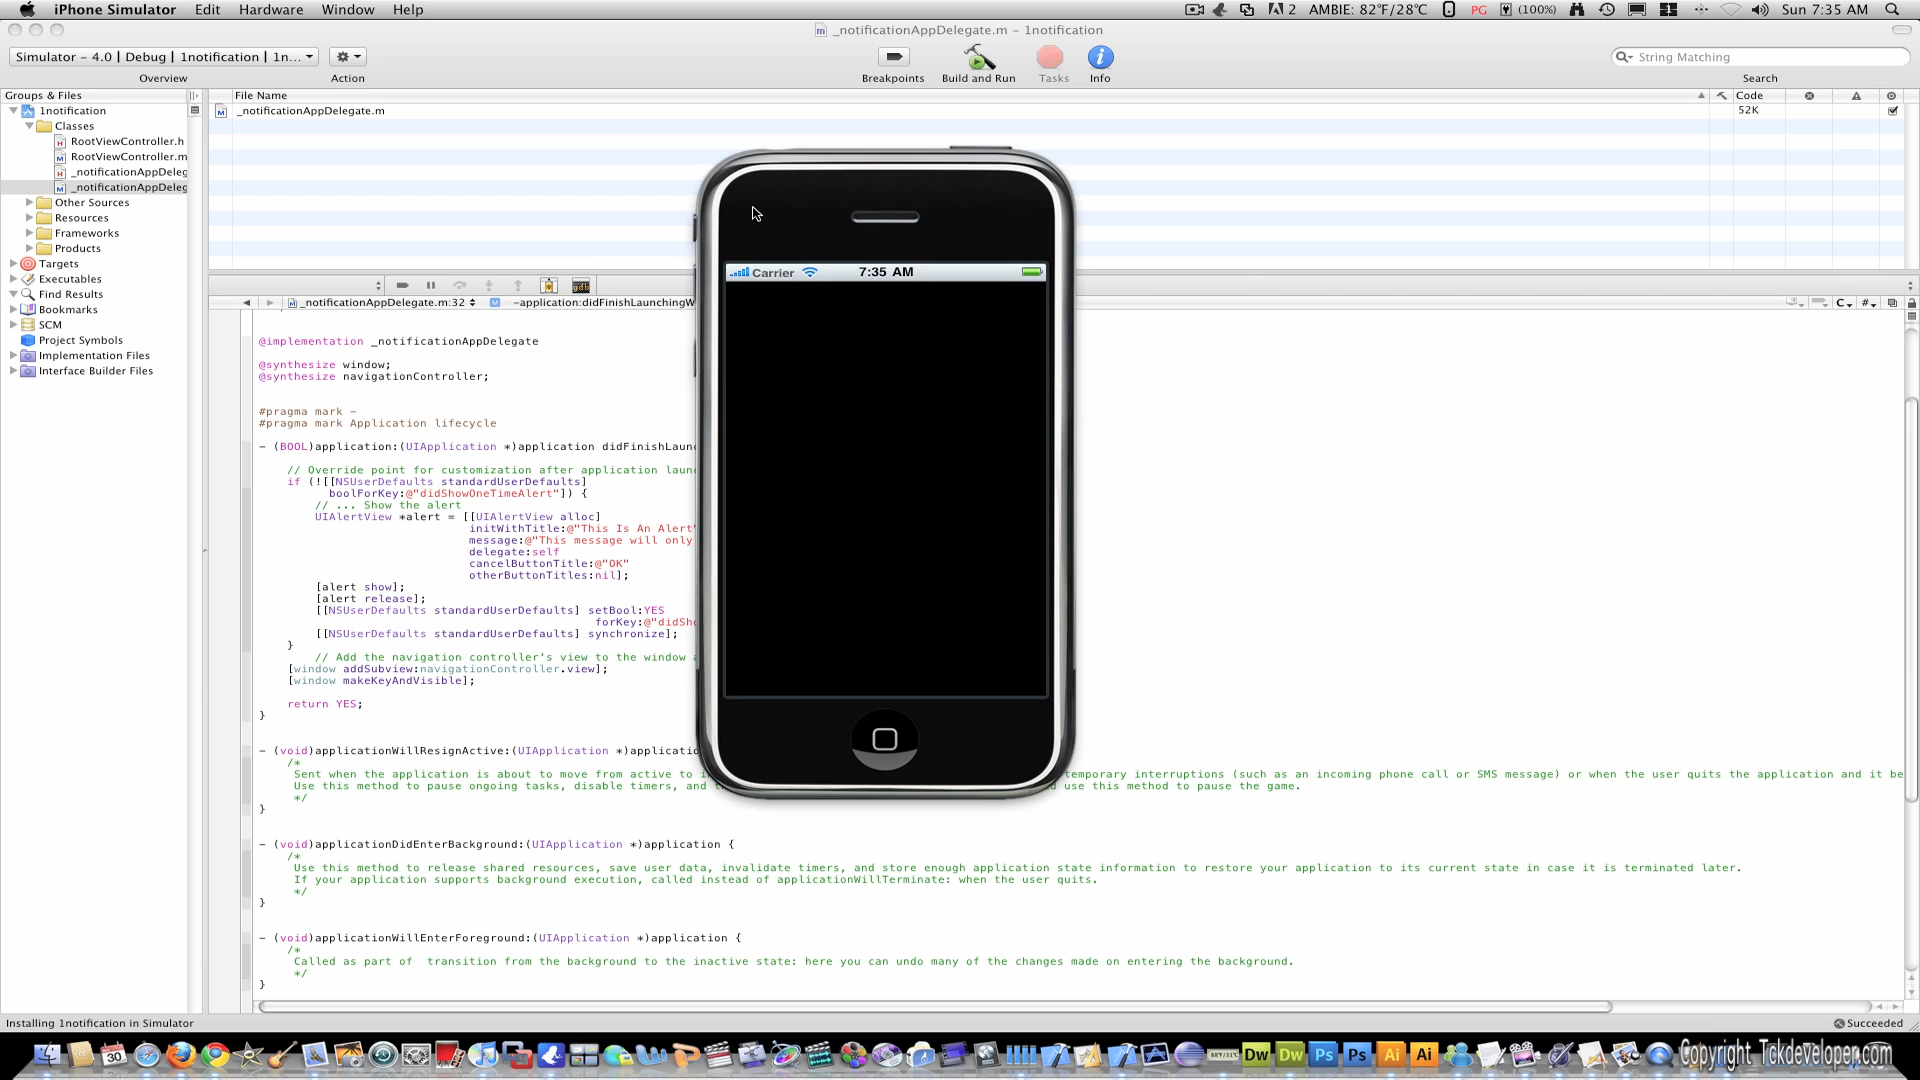 iPhone Simulator Edit Hardware Window Help
2 AMBIE: 82°F/28°C PG (100%) Sun 7:35 AM
_notificationAppDelegate.m – 1notification
Simulator – 4.0 | Debug | 1notification | 1n...
String Matching
Overview Action Breakpoints Build and Run Tasks Info Search
Groups & Files File Name Code
1notification
_notificationAppDelegate.m 52K
Classes
RootViewController.h
RootViewController.m
_notificationAppDeleg
_notificationAppDeleg
Other Sources
Resources
Frameworks
Products
Targets
Executables
Find Results
Bookmarks
SCM
Project Symbols
Implementation Files
Interface Builder Files
Carrier 7:35 AM
gdb
_notificationAppDelegate.m:32 M -application:didFinishLaunchingW
C #
@implementation _notificationAppDelegate
@synthesize window;
@synthesize navigationController;
#pragma mark -
#pragma mark Application lifecycle
- (BOOL)application:(UIApplication *)application didFinishLaun
// Override point for customization after application laun
if (![[NSUserDefaults standardUserDefaults]
boolForKey:@"didShowOneTimeAlert"]) {
// ... Show the alert
UIAlertView *alert = [[UIAlertView alloc]
initWithTitle:@"This Is An Alert"
message:@"This message will only
delegate:self
cancelButtonTitle:@"OK"
otherButtonTitles:nil];
[alert show];
[alert release];
[[NSUserDefaults standardUserDefaults] setBool:YES
forKey:@"didSho
[[NSUserDefaults standardUserDefaults] synchronize];
}
// Add the navigation controller's view to the window a
[window addSubview:navigationController.view];
[window makeKeyAndVisible];
return YES;
}
- (void)applicationWillResignActive:(UIApplication *)applicatio
/*
Sent when the application is about to move from active to i temporary interruptions (such as an incoming phone call or SMS message) or when the user quits the application and it be
Use this method to pause ongoing tasks, disable timers, and t use this method to pause the game.
*/
}
- (void)applicationDidEnterBackground:(UIApplication *)application {
/*
Use this method to release shared resources, save user data, invalidate timers, and store enough application state information to restore your application to its current state in case it is terminated later.
If your application supports background execution, called instead of applicationWillTerminate: when the user quits.
*/
}
- (void)applicationWillEnterForeground:(UIApplication *)application {
/*
Called as part of  transition from the background to the inactive state: here you can undo many of the changes made on entering the background.
*/
}
Installing 1notification in Simulator Succeeded
30 Dw Dw Ps Ps Ai Ai
Copyright Tckdeveloper.com